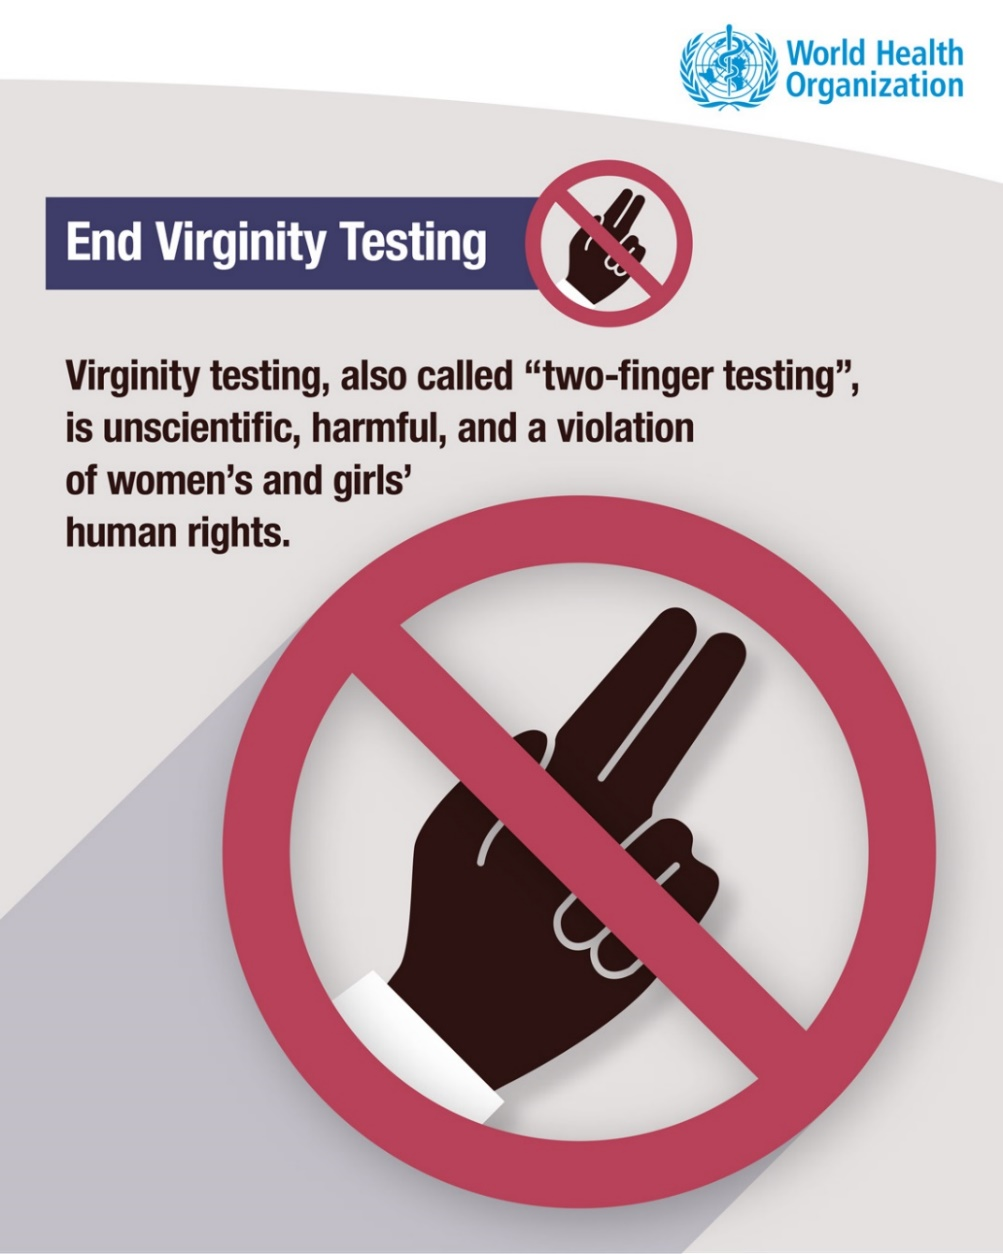 World Health
Organization
End Virginity Testing
Virginity testing, also called “two-finger testing”,
is unscientific, harmful, and a violation
of women’s and girls’
human rights.